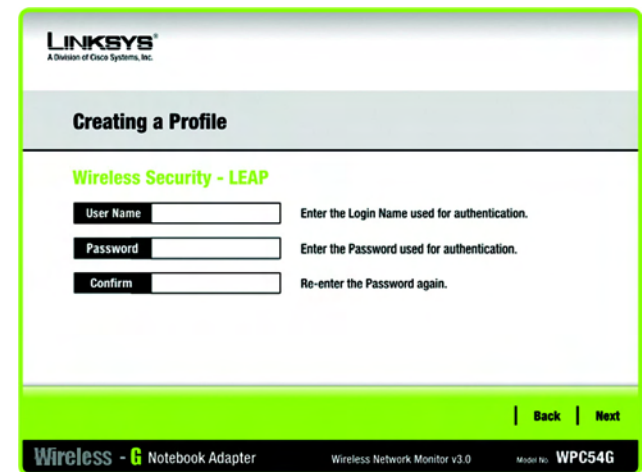 LINKSYS®
A Division of Cisco Systems, Inc.
Creating a Profile
Wireless Security - LEAP
User Name Enter the Login Name used for authentication.
Password Enter the Password used for authentication.
Confirm Re-enter the Password again.
Back Next
Wireless - G Notebook Adapter Wireless Network Monitor v3.0 Model No. WPC54G